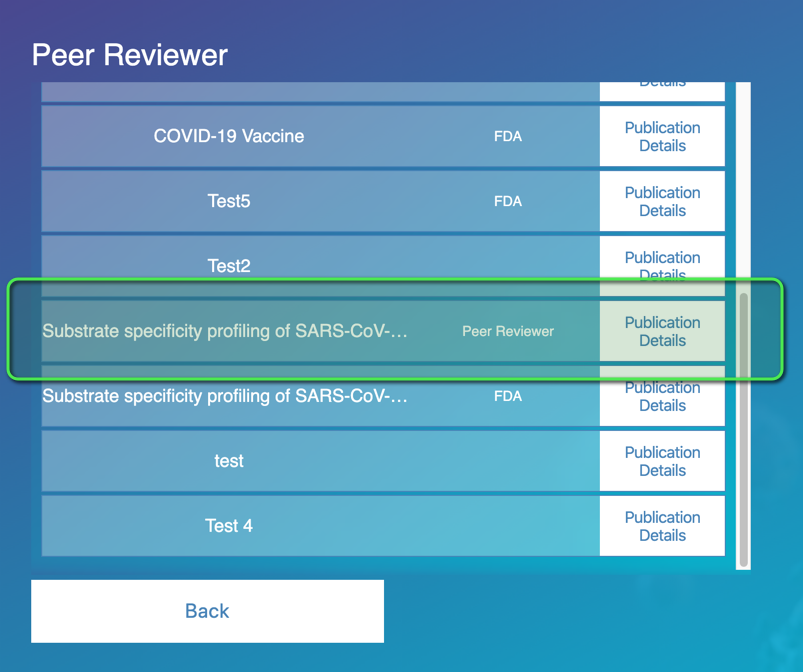 Peer Reviewer
Details
COVID-19 Vaccine
FDA
Publication
Details
Test5
FDA
Publication
Details
Test2
Publication
Details
Substrate specificity profiling of SARS-CoV-...
Peer Reviewer
Publication
Details
Substrate specificity profiling of SARS-CoV-...
FDA
Publication
Details
test
Publication
Details
Test 4
Publication
Details
Back